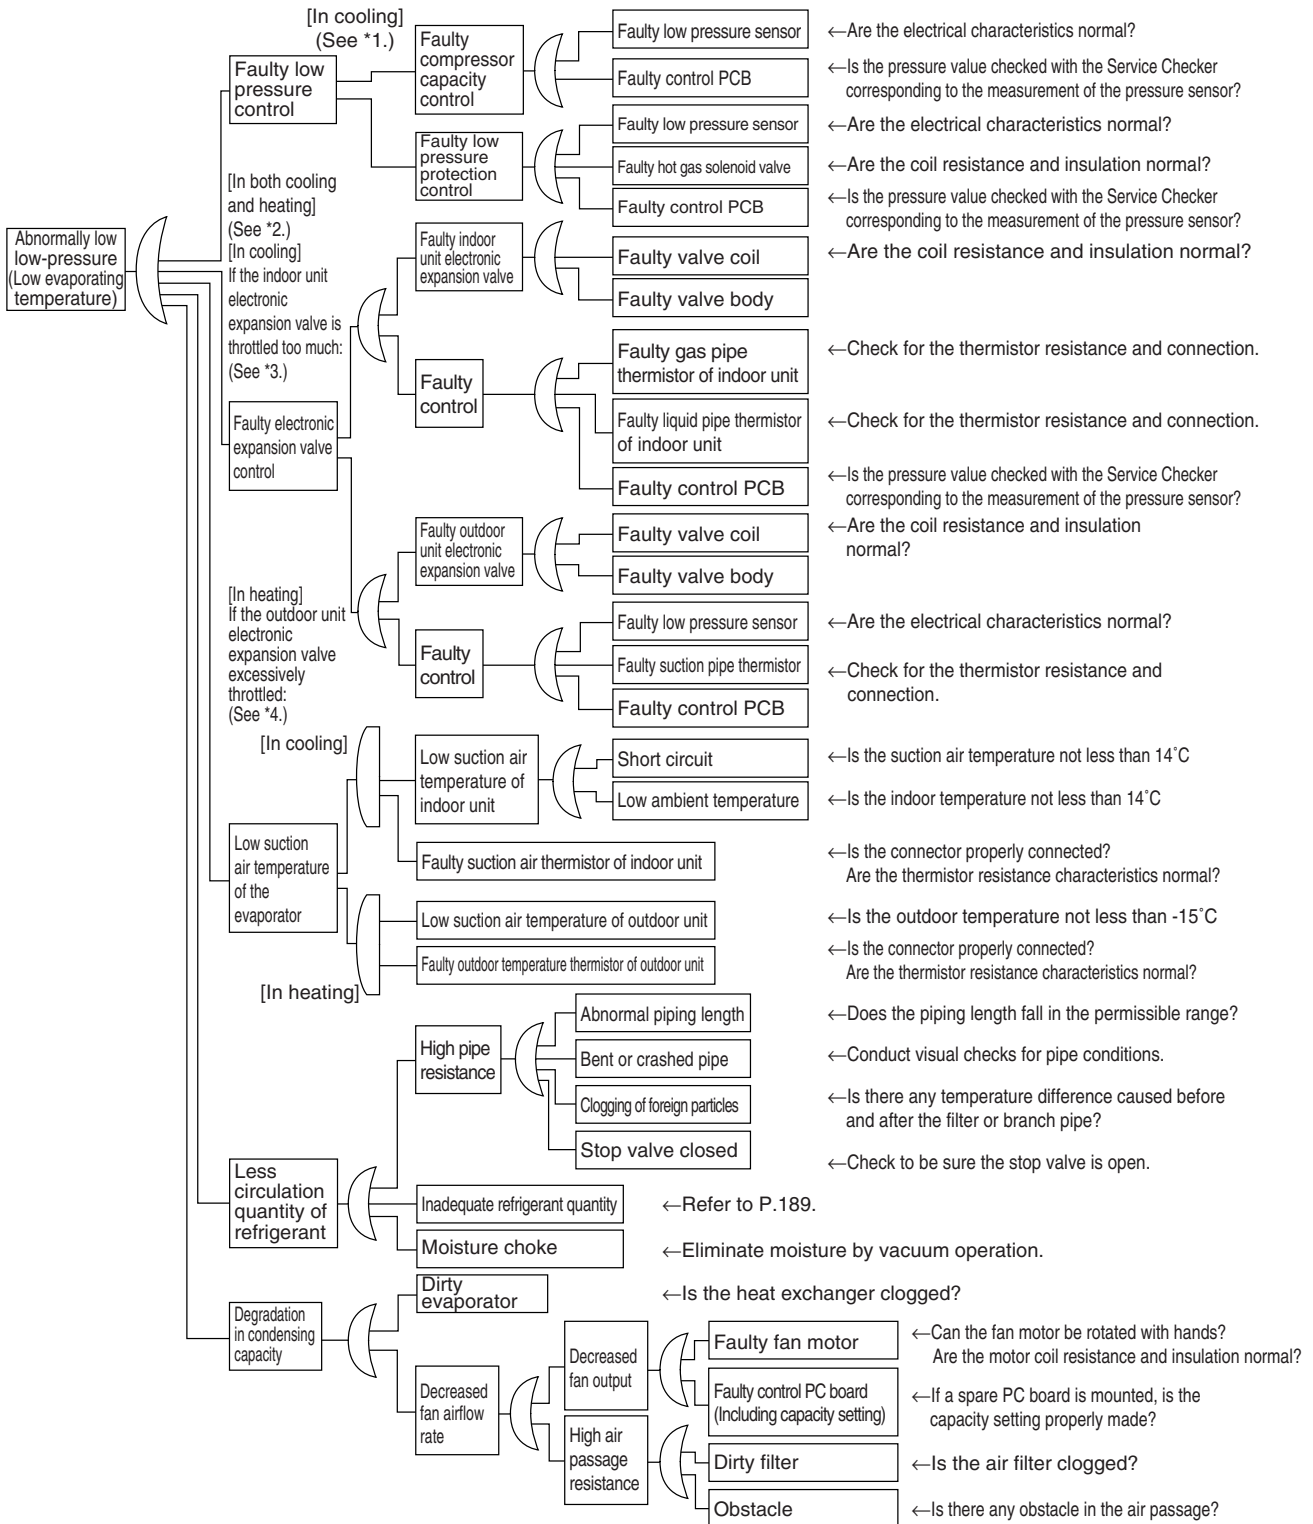 [In cooling]
(See *1.)
Faulty low
pressure
control
Faulty
compressor
capacity
control
Faulty low pressure sensor
←Are the electrical characteristics normal?
Faulty control PCB
←Is the pressure value checked with the Service Checker
corresponding to the measurement of the pressure sensor?
Faulty low
pressure
protection
control
Faulty low pressure sensor
←Are the electrical characteristics normal?
Faulty hot gas solenoid valve
←Are the coil resistance and insulation normal?
Faulty control PCB
←Is the pressure value checked with the Service Checker
corresponding to the measurement of the pressure sensor?
[In both cooling
and heating]
(See *2.)
[In cooling]
If the indoor unit
electronic
expansion valve is
throttled too much:
(See *3.)
Abnormally low
low-pressure
(Low evaporating
temperature)
Faulty indoor
unit electronic
expansion valve
Faulty valve coil
←Are the coil resistance and insulation normal?
Faulty valve body
Faulty
control
Faulty gas pipe
thermistor of indoor unit
←Check for the thermistor resistance and connection.
Faulty liquid pipe thermistor
of indoor unit
←Check for the thermistor resistance and connection.
Faulty control PCB
←Is the pressure value checked with the Service Checker
corresponding to the measurement of the pressure sensor?
Faulty electronic
expansion valve
control
Faulty outdoor
unit electronic
expansion valve
Faulty valve coil
←Are the coil resistance and insulation
normal?
Faulty valve body
[In heating]
If the outdoor unit
electronic
expansion valve
excessively
throttled:
(See *4.)
Faulty
control
Faulty low pressure sensor
←Are the electrical characteristics normal?
Faulty suction pipe thermistor
←Check for the thermistor resistance and
connection.
Faulty control PCB
[In cooling]
Low suction air
temperature of
indoor unit
Short circuit
←Is the suction air temperature not less than 14˚C
Low ambient temperature
←Is the indoor temperature not less than 14˚C
Low suction
air temperature
of the
evaporator
Faulty suction air thermistor of indoor unit
←Is the connector properly connected?
Are the thermistor resistance characteristics normal?
Low suction air temperature of outdoor unit
←Is the outdoor temperature not less than -15˚C
Faulty outdoor temperature thermistor of outdoor unit
←Is the connector properly connected?
Are the thermistor resistance characteristics normal?
[In heating]
High pipe
resistance
Abnormal piping length
←Does the piping length fall in the permissible range?
Bent or crashed pipe
←Conduct visual checks for pipe conditions.
Clogging of foreign particles
←Is there any temperature difference caused before
and after the filter or branch pipe?
Stop valve closed
←Check to be sure the stop valve is open.
Less
circulation
quantity of
refrigerant
Inadequate refrigerant quantity
←Refer to P.189.
Moisture choke
←Eliminate moisture by vacuum operation.
Dirty
evaporator
←Is the heat exchanger clogged?
Degradation
in condensing
capacity
Decreased
fan airflow
rate
Decreased
fan output
Faulty fan motor
←Can the fan motor be rotated with hands?
Are the motor coil resistance and insulation normal?
Faulty control PC board
(Including capacity setting)
←If a spare PC board is mounted, is the
capacity setting properly made?
High air
passage
resistance
Dirty filter
←Is the air filter clogged?
Obstacle
←Is there any obstacle in the air passage?